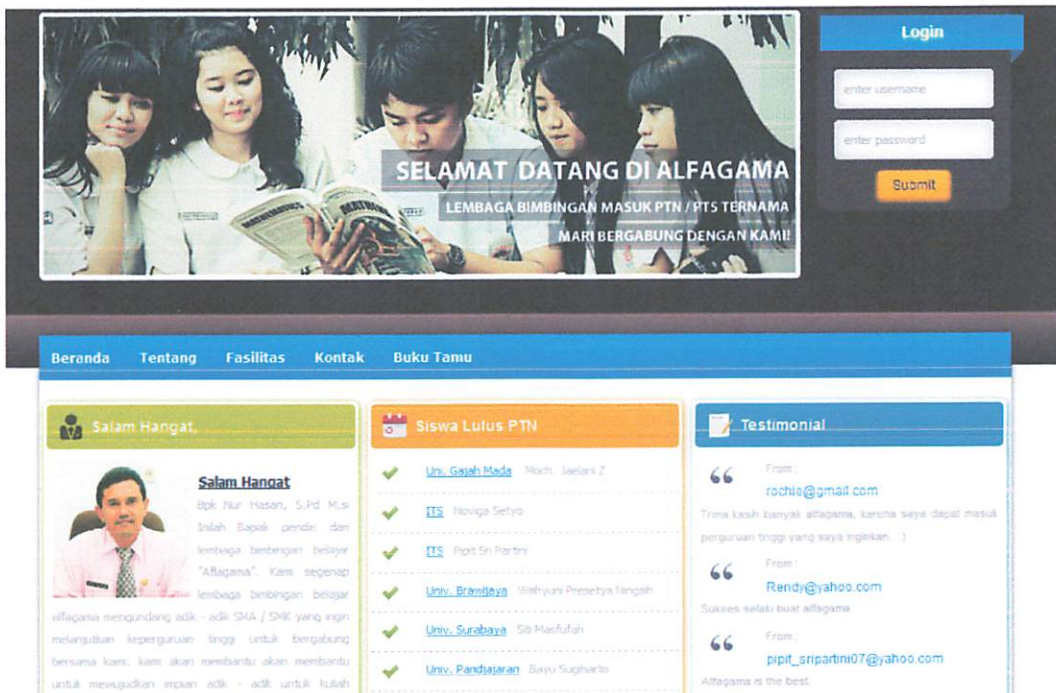 SELAMAT DATANG DI ALFAGAMA
LEMBAGA BIMBINGAN MASUK PTN / PTS TERNAMA
MARI BERGABUNG DENGAN KAMI!
Login
enter username
enter password
Submit
Beranda Tentang Fasilitas Kontak Buku Tamu
Salam Hangat,
Salam Hangat
Bpk Nur Hasan, S.Pd M.si
Inilah Bapak pendiri dari
lembaga bimbingan belajar
"Alfagama". Kami segenap
lembaga bimbingan belajar
alfagama mengundang adik - adik SMA / SMK yang ingin
melanjutkan keperguruan tinggi untuk bergabung
bersama kami. kami akan membantu akan membantu
untuk mewujudkan impian adik - adik untuk kuliah
Siswa Lulus PTN
Uni. Gajah Mada Moch. Jaelani Z
ITS Noviga Setyo
ITS Pipit Sri Partini
Univ. Brawijaya Wahyuni Presetya Ningsih
Univ. Surabaya Siti Masfufah
Univ. Pandjajaran Bayu Sugiharto
Testimonial
From :
rochie@gmail.com
Trima kasih banyak alfagama, karena saya dapat masuk
perguruan tinggi yang saya inginkan. :)
From :
Rendy@yahoo.com
Sukses selalu buat alfagama
From :
pipit_sripartini07@yahoo.com
Alfagama is the best.